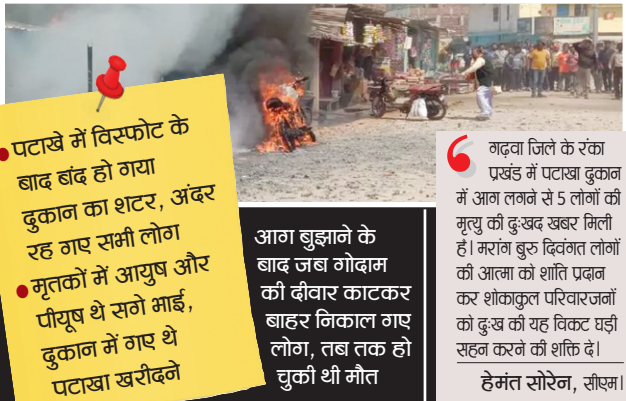 पटाखे में विस्फोट के
बाद बंद हो गया
दुकान का शटर, अंदर
रह गए सभी लोग
मृतकों में आयुष और
पीयूष थे सगे भाई,
दुकान में गए थे
पटाखा खरीदने
आग बुझाने के
बाद जब गोदाम
की दीवार काटकर
बाहर निकाल गए
लोग, तब तक हो
चुकी थी मौत
गढ़वा जिले के रंका
प्रखंड में पटाखा दुकान
में आग लगने से 5 लोगों की
मृत्यु की दुःखद खबर मिली
है। मरांग बुरु दिवंगत लोगों
की आत्मा को शांति प्रदान
कर शोकाकुल परिवारजनों
को दुःख की यह विकट घड़ी
सहन करने की शक्ति दे।
हेमंत सोरेन, सीएम।